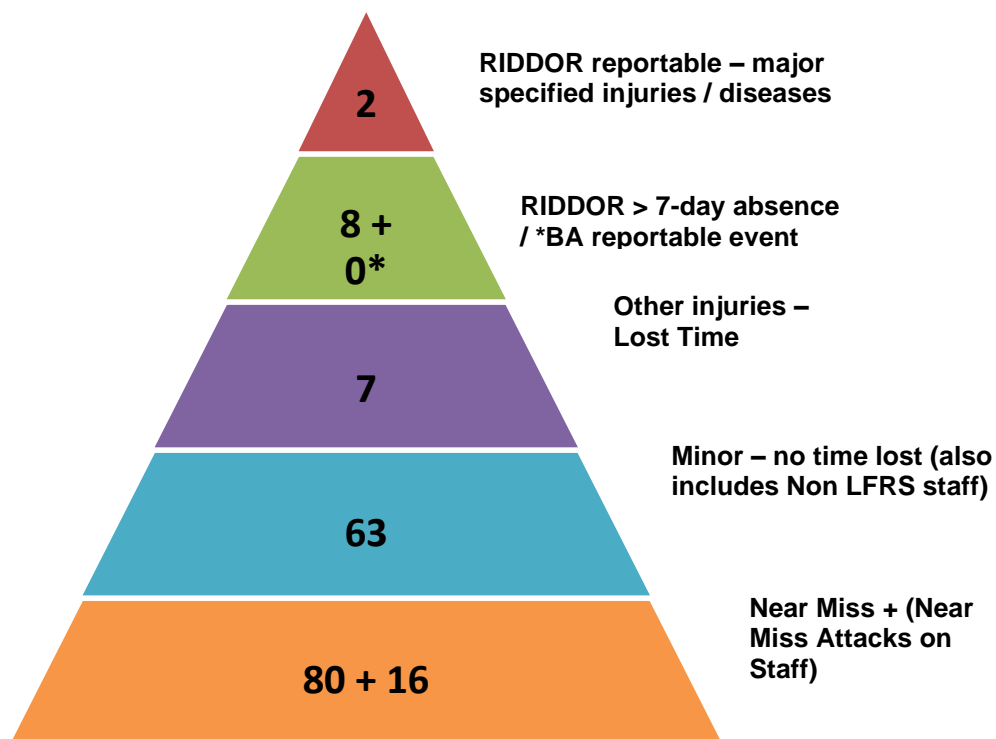 2
RIDDOR reportable – major
specified injuries / diseases
8 +
0*
RIDDOR > 7-day absence
/ *BA reportable event
Other injuries –
Lost Time
7
Minor – no time lost (also
includes Non LFRS staff)
63
Near Miss + (Near
Miss Attacks on
Staff)
80 + 16